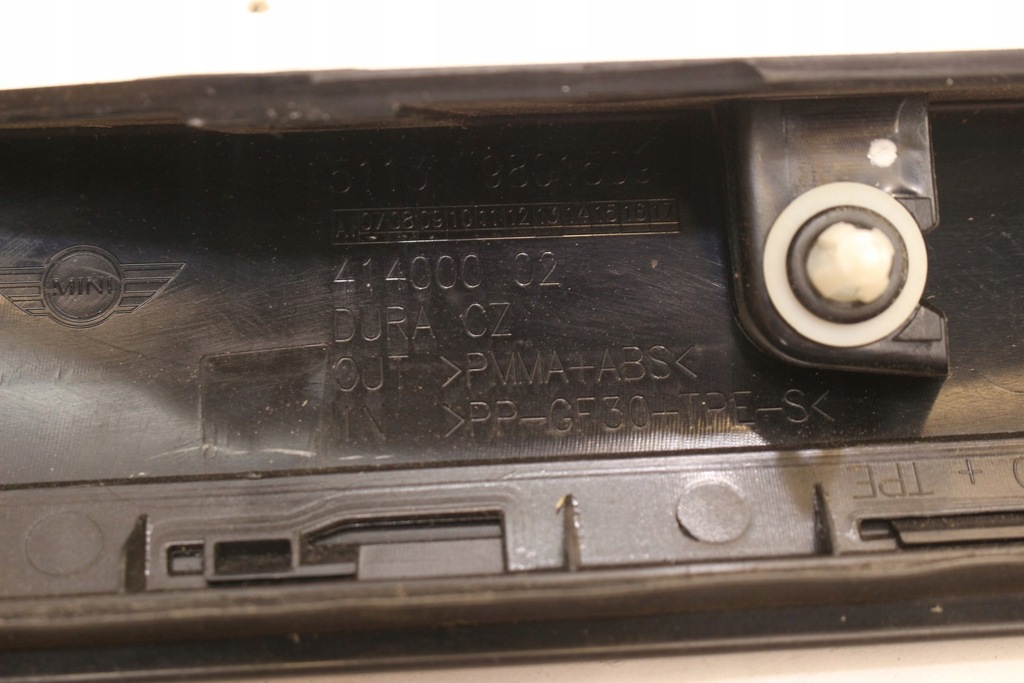 5113 9801509
A 07 08 09 10 11 12 13 14 15 16 17
414000 02
MINI
DURA CZ
OUT >PMMA+ABS<
IN >PP-GF30-TPE-S<
+ TPE